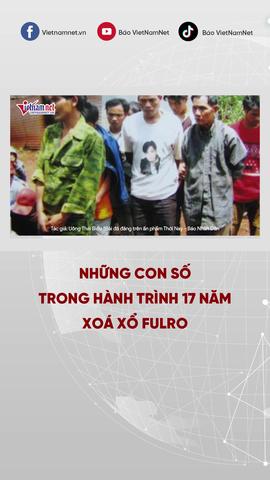 Vietnamnet.vn
Báo VietNamNet
Báo VietNamNet
Vietnamnet
Tác giả: Uông Thái Biểu (Bài đã đăng trên ấn phẩm Thời Nay - Báo Nhân Dân
NHỮNG CON SỐ
TRONG HÀNH TRÌNH 17 NĂM
XOÁ XỔ FULRO